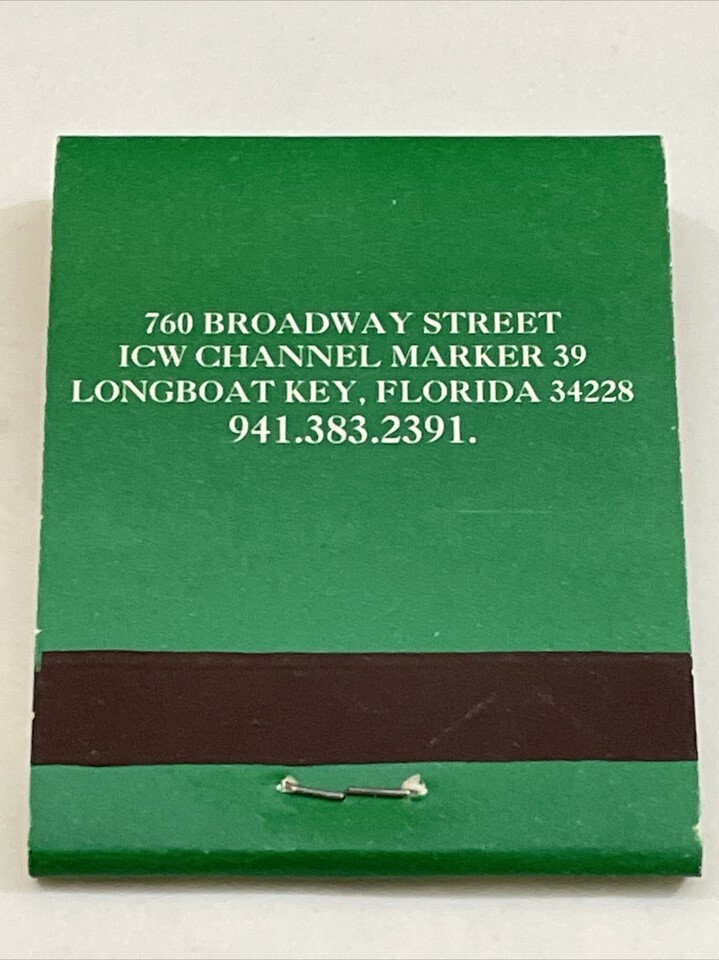 760 BROADWAY STREET
ICW CHANNEL MARKER 39
LONGBOAT KEY, FLORIDA 34228
941.383.2391.